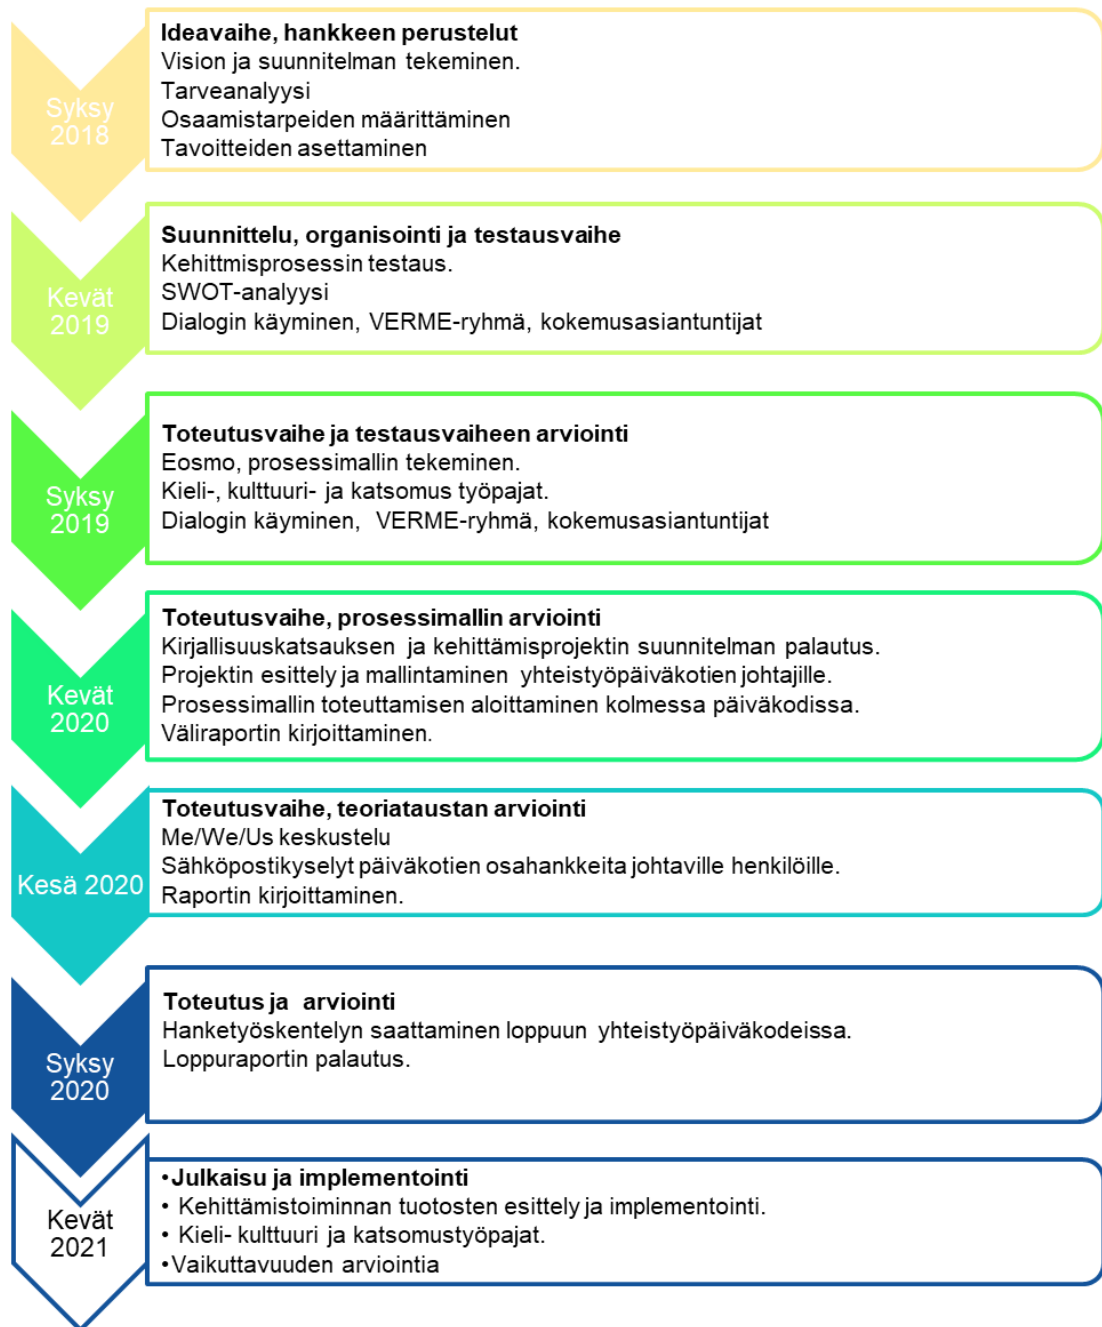 Syksy
2018
Ideavaihe, hankkeen perustelut
Vision ja suunnitelman tekeminen.
Tarveanalyysi
Osaamistarpeiden määrittäminen
Tavoitteiden asettaminen
Kevät
2019
Suunnittelu, organisointi ja testausvaihe
Kehittmisprosessin testaus.
SWOT-analyysi
Dialogin käyminen, VERME-ryhmä, kokemusasiantuntijat
Syksy
2019
Toteutusvaihe ja testausvaiheen arviointi
Eosmo, prosessimallin tekeminen.
Kieli-, kulttuuri- ja katsomus työpajat.
Dialogin käyminen, VERME-ryhmä, kokemusasiantuntijat
Kevät
2020
Toteutusvaihe, prosessimallin arviointi
Kirjallisuuskatsauksen ja kehittämisprojektin suunnitelman palautus.
Projektin esittely ja mallintaminen yhteistyöpäiväkotien johtajille.
Prosessimallin toteuttamisen aloittaminen kolmessa päiväkodissa.
Väliraportin kirjoittaminen.
Kesä 2020
Toteutusvaihe, teoriataustan arviointi
Me/We/Us keskustelu
Sähköpostikyselyt päiväkotien osahankkeita johtaville henkilöille.
Raportin kirjoittaminen.
Syksy
2020
Toteutus ja arviointi
Hanketyöskentelyn saattaminen loppuun yhteistyöpäiväkodeissa.
Loppuraportin palautus.
Kevät
2021
•Julkaisu ja implementointi
• Kehittämistoiminnan tuotosten esittely ja implementointi.
• Kieli- kulttuuri ja katsomustyöpajat.
•Vaikuttavuuden arviointia